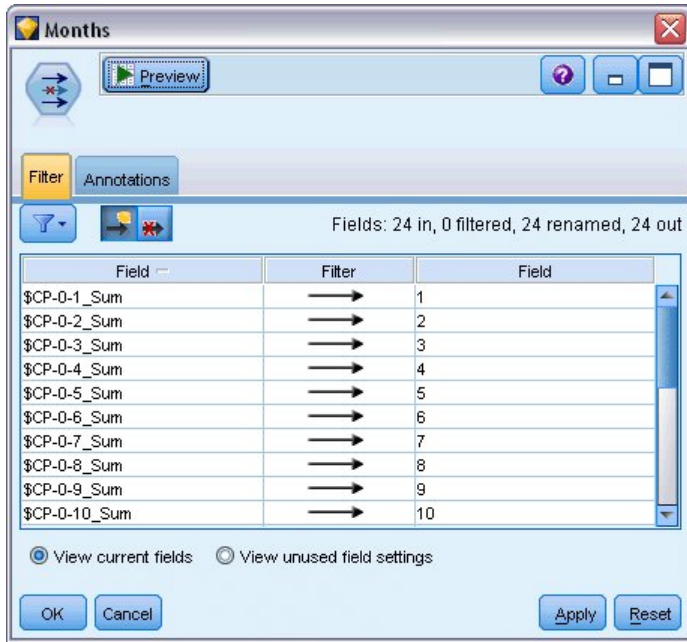 Months
Preview
Filter Annotations
Fields: 24 in, 0 filtered, 24 renamed, 24 out
Field Filter Field
$CP-0-1_Sum 1
$CP-0-2_Sum 2
$CP-0-3_Sum 3
$CP-0-4_Sum 4
$CP-0-5_Sum 5
$CP-0-6_Sum 6
$CP-0-7_Sum 7
$CP-0-8_Sum 8
$CP-0-9_Sum 9
$CP-0-10_Sum 10
View current fields View unused field settings
OK Cancel Apply Reset